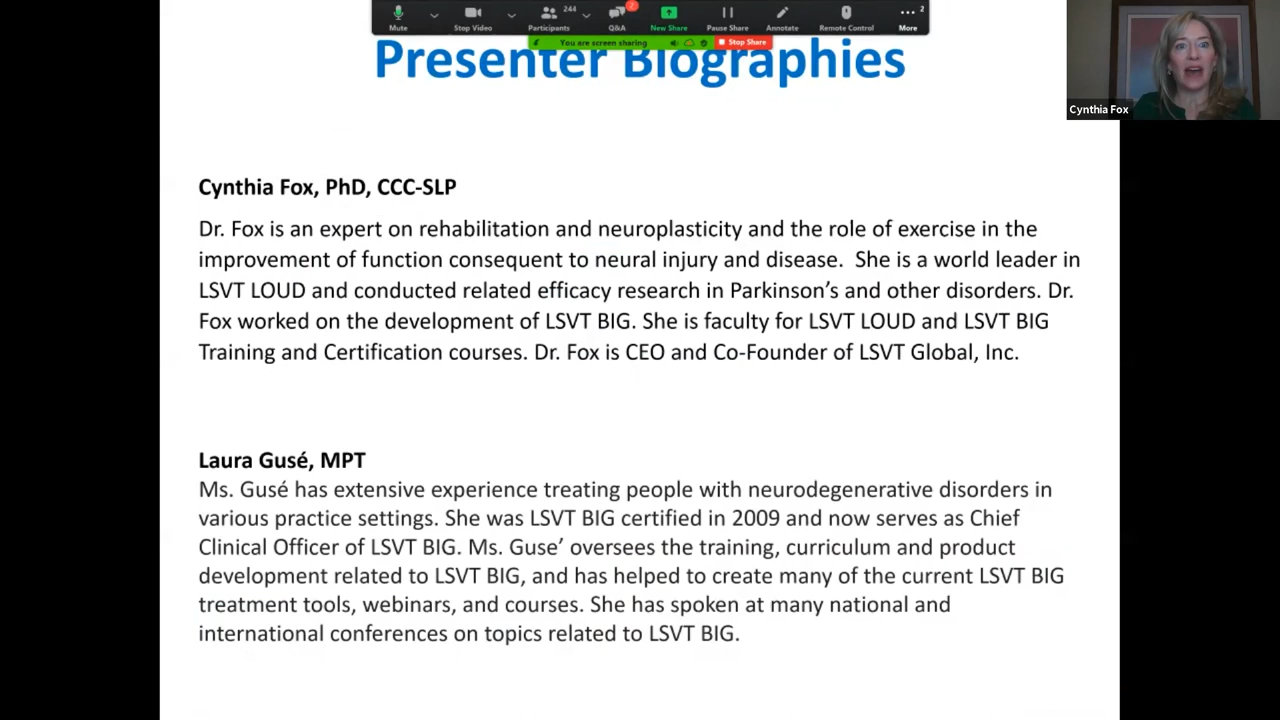 244
2
2
Mute
Stop Video
Participants
Q&A
New Share
Pause Share
Annotate
Remote Control
More
You are screen sharing
Stop Share
Presenter Biographies
Cynthia Fox
Cynthia Fox, PhD, CCC-SLP
Dr. Fox is an expert on rehabilitation and neuroplasticity and the role of exercise in the
improvement of function consequent to neural injury and disease.  She is a world leader in
LSVT LOUD and conducted related efficacy research in Parkinson’s and other disorders. Dr.
Fox worked on the development of LSVT BIG. She is faculty for LSVT LOUD and LSVT BIG
Training and Certification courses. Dr. Fox is CEO and Co-Founder of LSVT Global, Inc.
Laura Gusé, MPT
Ms. Gusé has extensive experience treating people with neurodegenerative disorders in
various practice settings. She was LSVT BIG certified in 2009 and now serves as Chief
Clinical Officer of LSVT BIG. Ms. Guse’ oversees the training, curriculum and product
development related to LSVT BIG, and has helped to create many of the current LSVT BIG
treatment tools, webinars, and courses. She has spoken at many national and
international conferences on topics related to LSVT BIG.